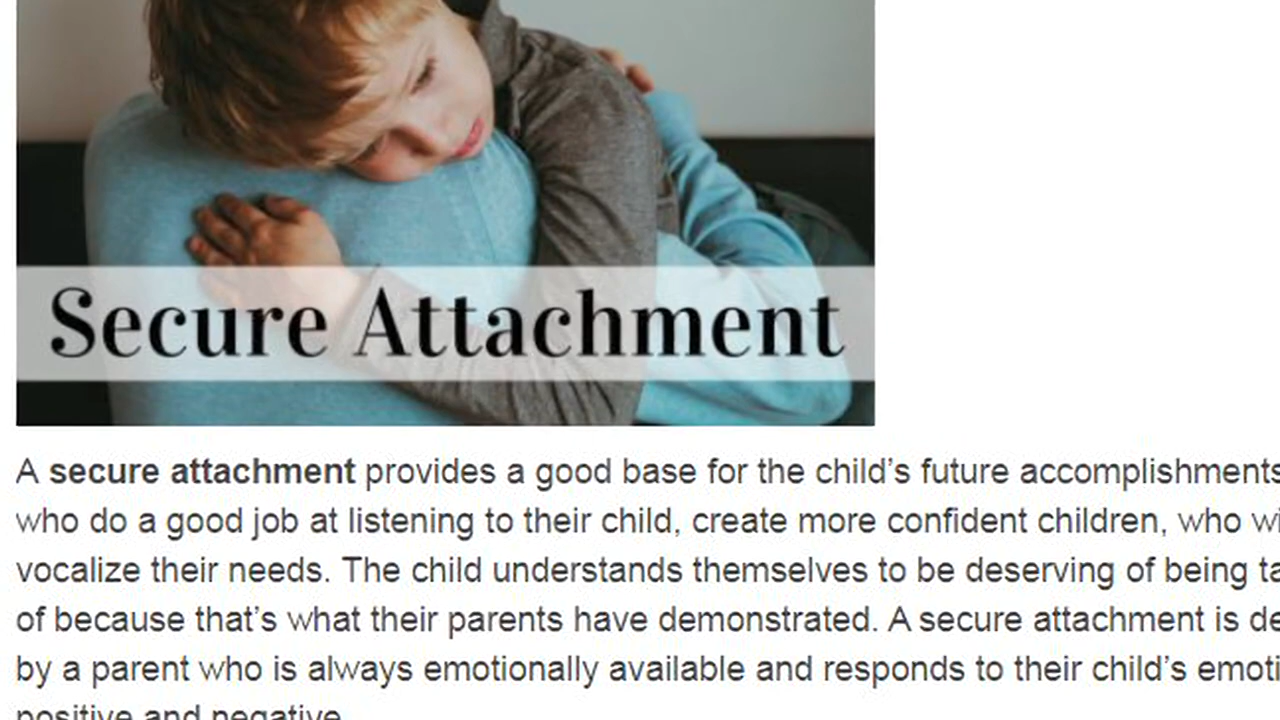 Secure Attachment
A secure attachment provides a good base for the child’s future accomplishments
who do a good job at listening to their child, create more confident children, who
vocalize their needs. The child understands themselves to be deserving of being
of because that’s what their parents have demonstrated. A secure attachment is
by a parent who is always emotionally available and responds to their child’s
positive and negative.